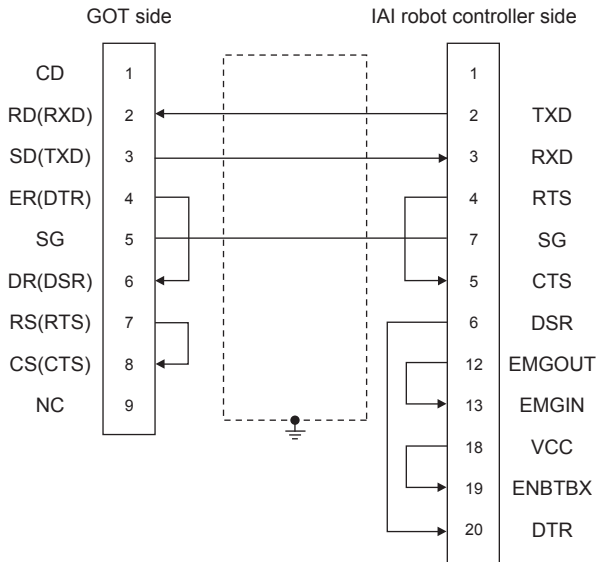 GOT side IAI robot controller side
CD 1 1
RD(RXD) 2 2 TXD
SD(TXD) 3 3 RXD
ER(DTR) 4 4 RTS
SG 5 7 SG
DR(DSR) 6 5 CTS
RS(RTS) 7 6 DSR
CS(CTS) 8 12 EMGOUT
NC 9 13 EMGIN
18 VCC
19 ENBTBX
20 DTR